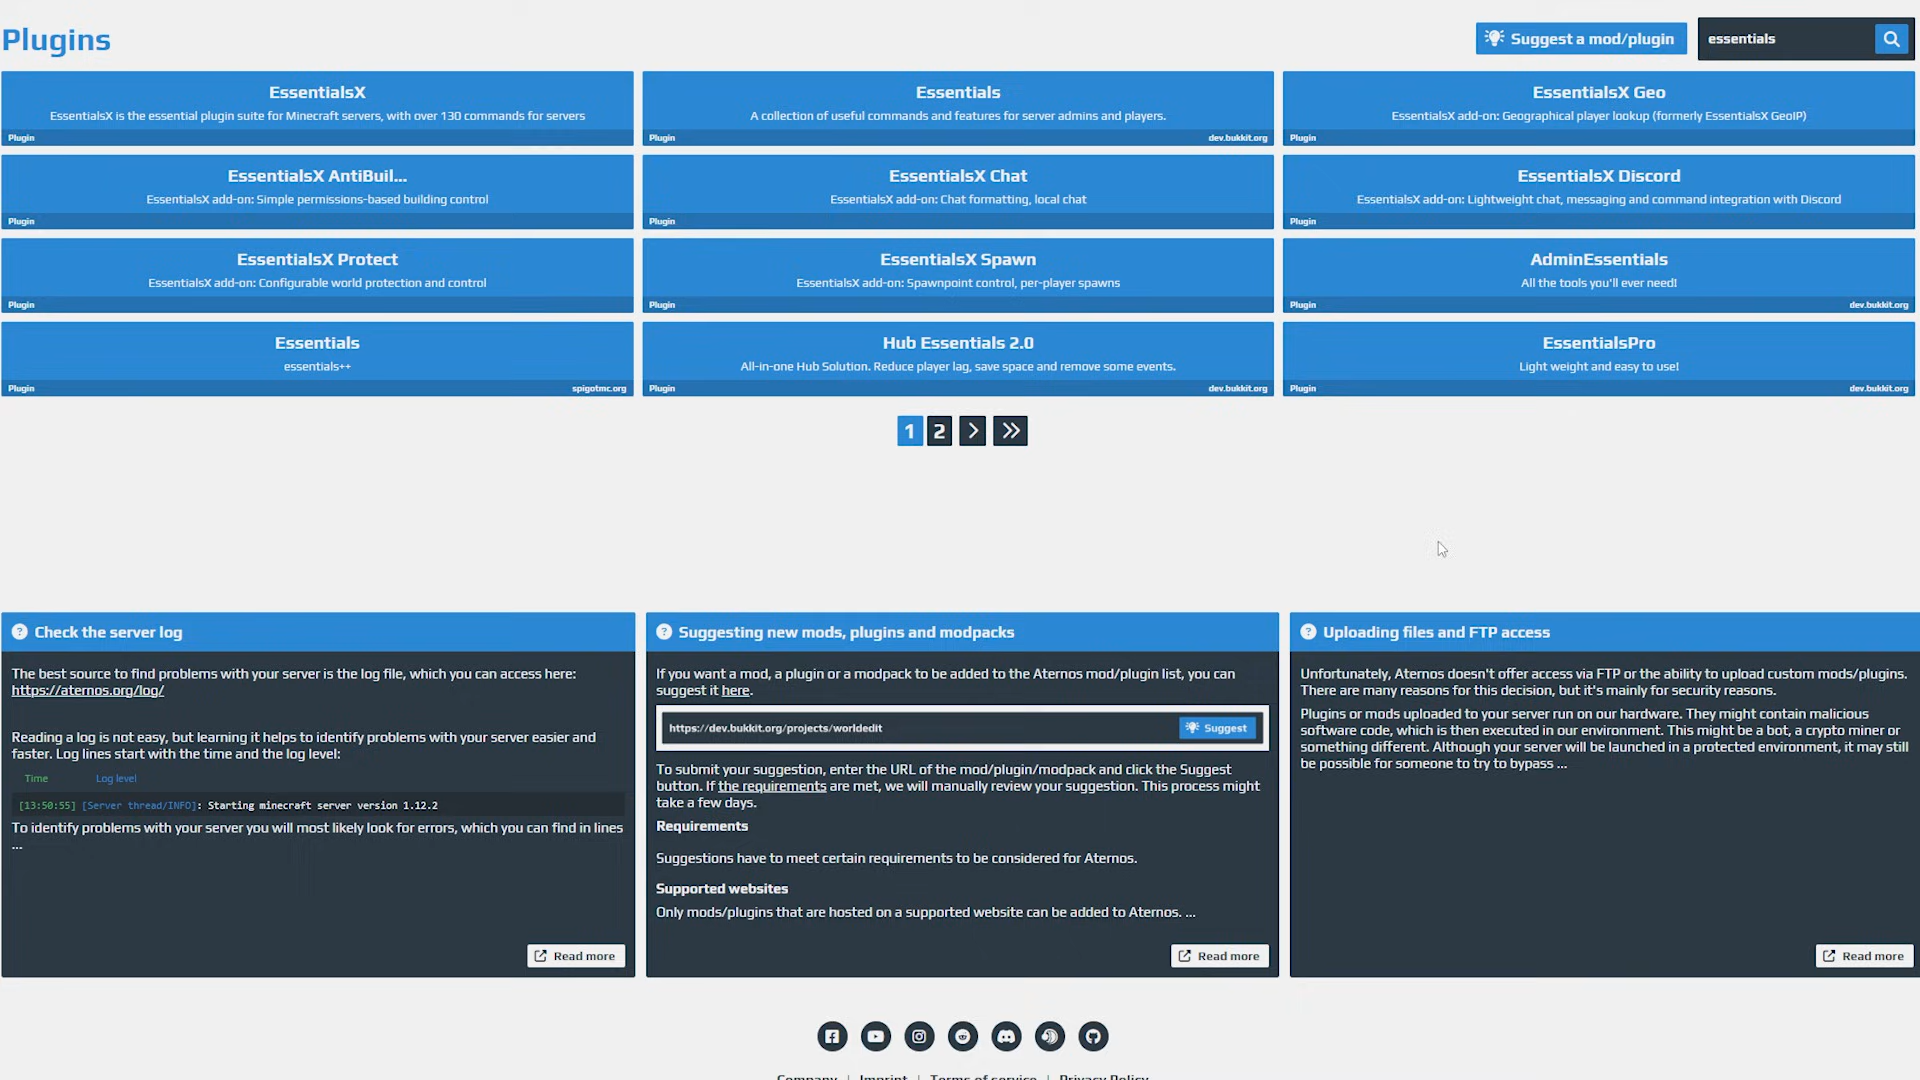 Plugins
Suggest a mod/plugin
essentials
EssentialsX
EssentialsX is the essential plugin suite for Minecraft servers, with over 130 commands for servers
Plugin
Essentials
A collection of useful commands and features for server admins and players.
Plugin
dev.bukkit.org
EssentialsX Geo
EssentialsX add-on: Geographical player lookup (formerly EssentialsX GeoIP)
Plugin
EssentialsX AntiBuil...
EssentialsX add-on: Simple permissions-based building control
Plugin
EssentialsX Chat
EssentialsX add-on: Chat formatting, local chat
Plugin
EssentialsX Discord
EssentialsX add-on: Lightweight chat, messaging and command integration with Discord
Plugin
EssentialsX Protect
EssentialsX add-on: Configurable world protection and control
Plugin
EssentialsX Spawn
EssentialsX add-on: Spawnpoint control, per-player spawns
Plugin
AdminEssentials
All the tools you'll ever need!
Plugin
dev.bukkit.org
Essentials
essentials++
Plugin
spigotmc.org
Hub Essentials 2.0
All-in-one Hub Solution. Reduce player lag, save space and remove some events.
Plugin
dev.bukkit.org
EssentialsPro
Light weight and easy to use!
Plugin
dev.bukkit.org
1 2
Check the server log
The best source to find problems with your server is the log file, which you can access here:
https://aternos.org/log/
Reading a log is not easy, but learning it helps to identify problems with your server easier and
faster. Log lines start with the time and the log level:
Time Log level
[13:50:55] [Server thread/INFO]: Starting minecraft server version 1.12.2
To identify problems with your server you will most likely look for errors, which you can find in lines
...
Read more
Suggesting new mods, plugins and modpacks
If you want a mod, a plugin or a modpack to be added to the Aternos mod/plugin list, you can
suggest it here.
https://dev.bukkit.org/projects/worldedit
Suggest
To submit your suggestion, enter the URL of the mod/plugin/modpack and click the Suggest
button. If the requirements are met, we will manually review your suggestion. This process might
take a few days.
Requirements
Suggestions have to meet certain requirements to be considered for Aternos.
Supported websites
Only mods/plugins that are hosted on a supported website can be added to Aternos. ...
Read more
Uploading files and FTP access
Unfortunately, Aternos doesn't offer access via FTP or the ability to upload custom mods/plugins.
There are many reasons for this decision, but it's mainly for security reasons.
Plugins or mods uploaded to your server run on our hardware. They might contain malicious
software code, which is then executed in our environment. This might be a bot, a crypto miner or
something different. Although your server will be launched in a protected environment, it may still
be possible for someone to try to bypass ...
Read more
Company | Imprint | Terms of service | Privacy Policy